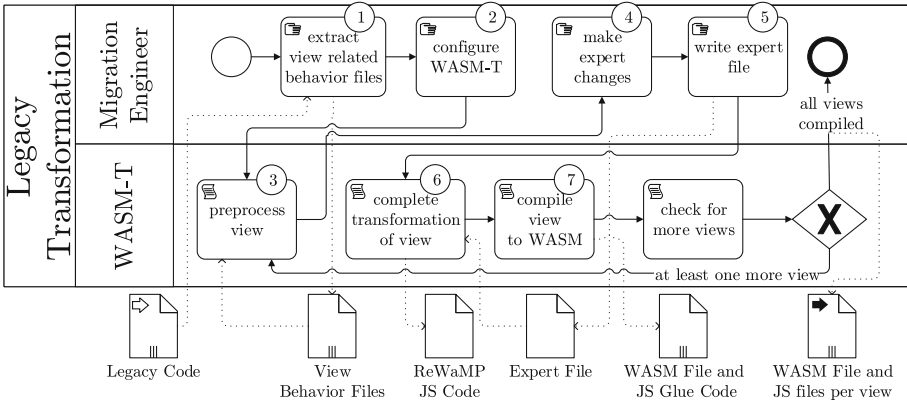 Legacy
Transformation
Migration
Engineer
1
extract
view related
behavior files
2
configure
WASM-T
4
make
expert
changes
5
write expert
file
all views
compiled
WASM-T
3
preprocess
view
6
complete
transformation
of view
7
compile
view
to WASM
check for
more views
X
at least one more view
Legacy Code
View
Behavior Files
ReWaMP
JS Code
Expert File
WASM File and
JS Glue Code
WASM File and
JS files per view